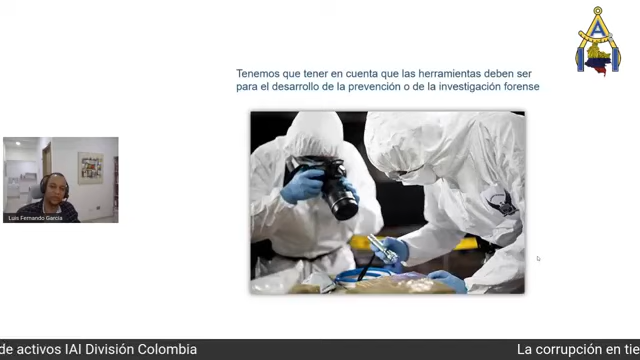 Tenemos que tener en cuenta que las herramientas deben ser
para el desarrollo de la prevención o de la investigación forense
A
Luis Fernando Garcia
de activos IAI División Colombia
La corrupción en tie